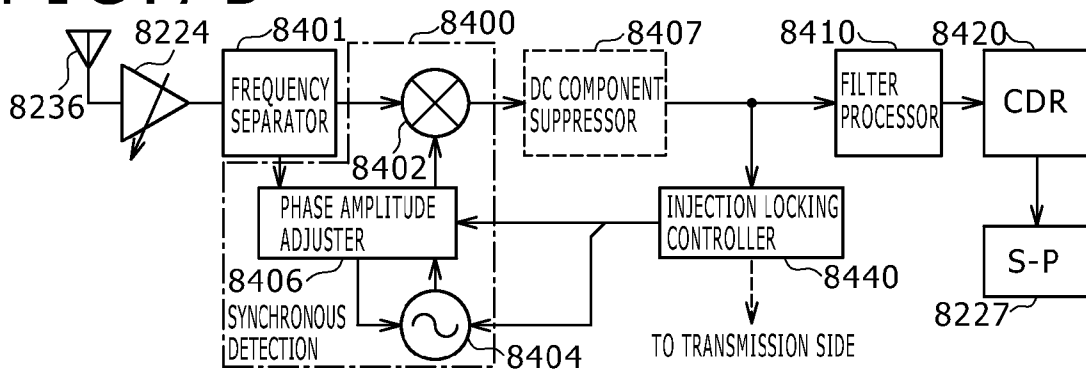 8224
8401
8400
8407
8410
8420
8236
FREQUENCY
SEPARATOR
DC COMPONENT
SUPPRESSOR
FILTER
PROCESSOR
CDR
8402
PHASE AMPLITUDE
ADJUSTER
INJECTION LOCKING
CONTROLLER
8406
8440
S-P
SYNCHRONOUS
DETECTION
8404
TO TRANSMISSION SIDE
8227